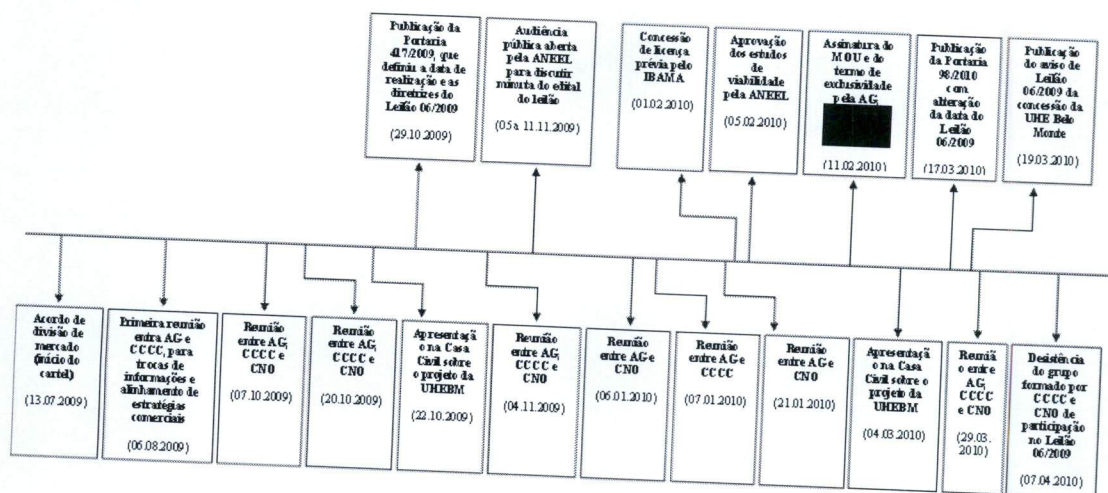 Publicação da
Portaria
417/2009, que
definiu a data de
realização e as
diretrizes do
Leilão 06/2009
(29.10.2009)
Audiência
pública aberta
pela ANEEL
para discutir
minuta do edital
do leilão
(05 a 11.11.2009)
Concessão
de licença
prévia pelo
IBAMA
(01.02.2010)
Aprovação
dos estudos
de
viabilidade
pela ANEEL
(05.02.2010)
Assinatura do
MOU e do
termo de
exclusividade
pela AG,
(11.02.2010)
Publicação
da Portaria
98/2010
com
alteração
da data do
Leilão
06/2009
(17.03.2010)
Publicação
do aviso de
Leilão
06/2009 da
concessão da
UHE Belo
Monte
(19.03.2010)
Acordo de
divisão de
mercado
(início do
cartel)
(13.07.2009)
Primeira reunião
entra AG e
CCCC, para
trocas de
informações e
alinhamento de
estratégias
comerciais
(06.08.2009)
Reunião
entre AG,
CCCC e
CNO
(07.10.2009)
Reunião
entre AG,
CCCC e
CNO
(20.10.2009)
Apresentaçã
o na Casa
Civil sobre
o projeto da
UHEBM
(22.10.2009)
Reunião
entre AG,
CCCC e
CNO
(04.11.2009)
Reunião
entre AG e
CNO
(06.01.2010)
Reunião
entre AG e
CCCC
(07.01.2010)
Reunião
entre AG e
CNO
(21.01.2010)
Apresentaçã
o na Casa
Civil sobre o
projeto da
UHEBM
(04.03.2010)
Reuniã
o entre
AG,
CCCC
e CNO
(29.03.
2010)
Desistência
do grupo
formado por
CCCC e
CNO de
participação
no Leilão
06/2009
(07.04.2010)